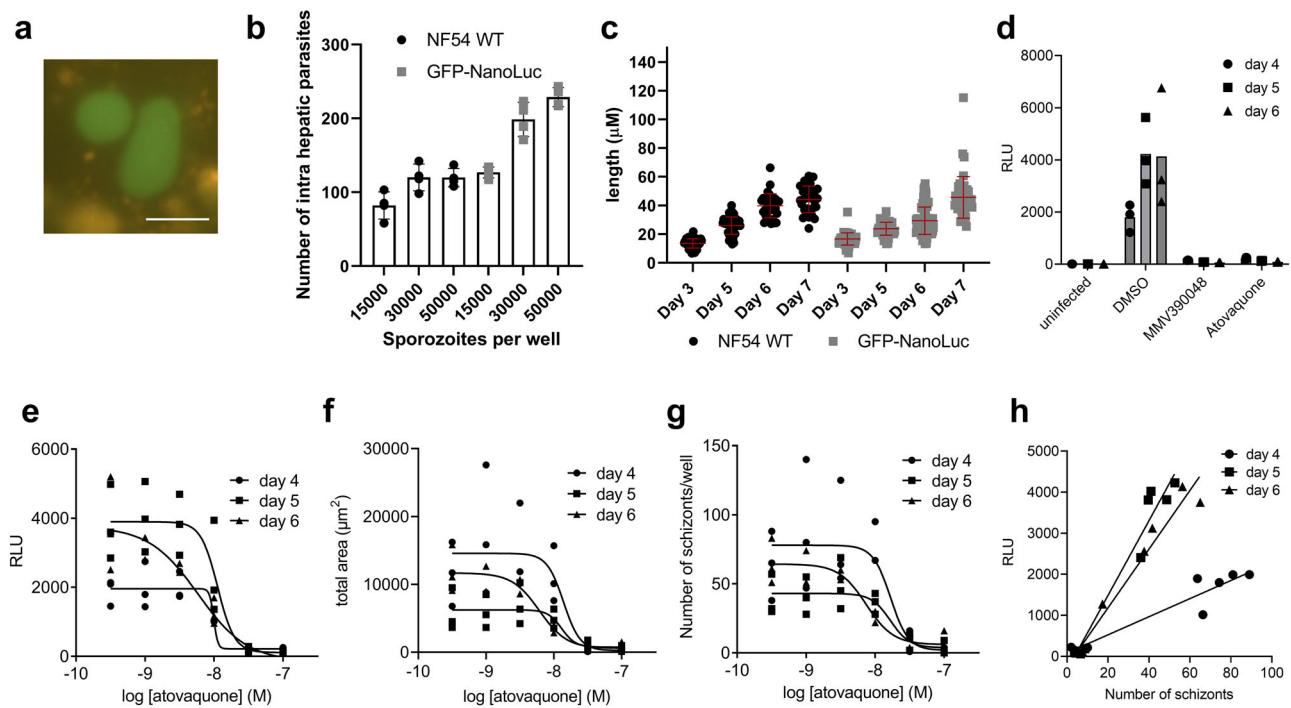 a
b
Number of intra hepatic parasites
300
200
100
0
NF54 WT
GFP-NanoLuc
15000
30000
50000
15000
30000
50000
Sporozoites per well
c
length (μM)
140
120
100
80
60
40
20
0
Day 3
Day 5
Day 6
Day 7
Day 3
Day 5
Day 6
Day 7
NF54 WT
GFP-NanoLuc
d
RLU
8000
6000
4000
2000
0
day 4
day 5
day 6
uninfected
DMSO
MMV390048
Atovaquone
e
RLU
6000
4000
2000
0
day 4
day 5
day 6
-10
-9
-8
-7
log [atovaquone] (M)
f
total area (μm²)
30000
20000
10000
0
day 4
day 5
day 6
-10
-9
-8
-7
log [atovaquone] (M)
g
Number of schizonts/well
150
100
50
0
day 4
day 5
day 6
-10
-9
-8
-7
log [atovaquone] (M)
h
RLU
5000
4000
3000
2000
1000
0
day 4
day 5
day 6
0
20
40
60
80
100
Number of schizonts